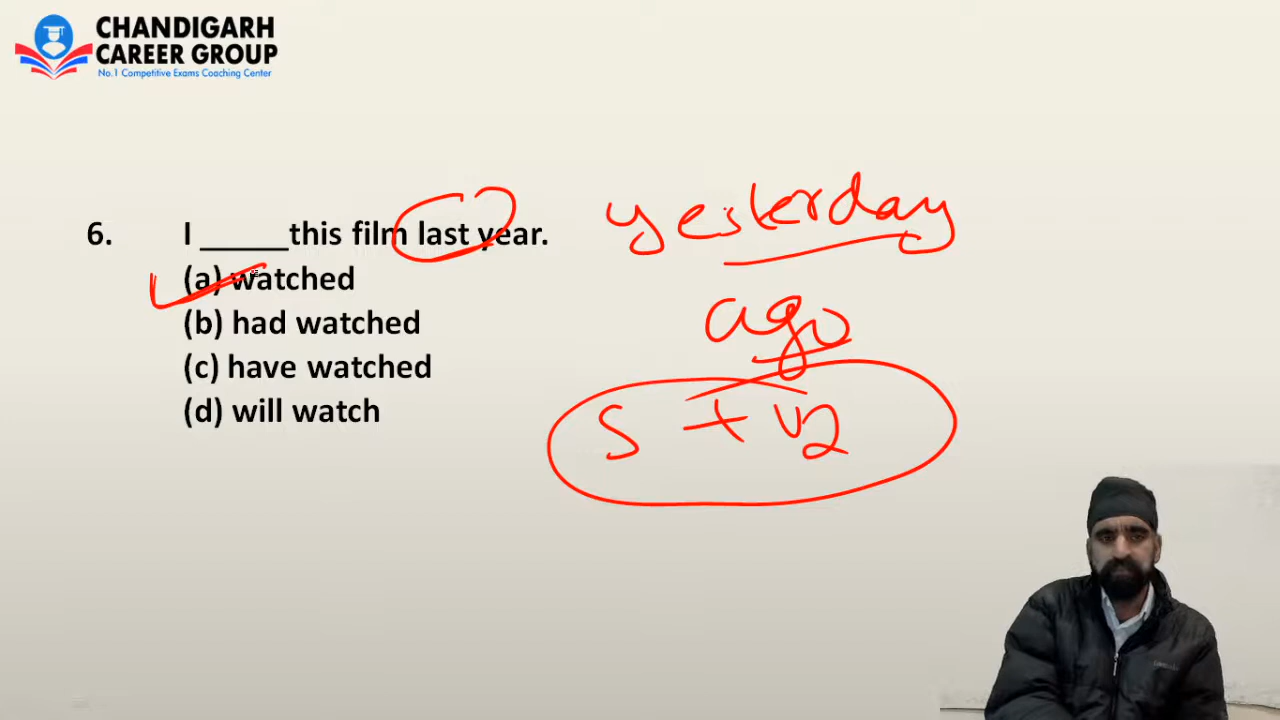 CHANDIGARH
CAREER GROUP
No.1 Competitive Exams Coaching Center
6. I _____this film last year.
(a) watched
(b) had watched
(c) have watched
(d) will watch
yesterday
ago
S + V2